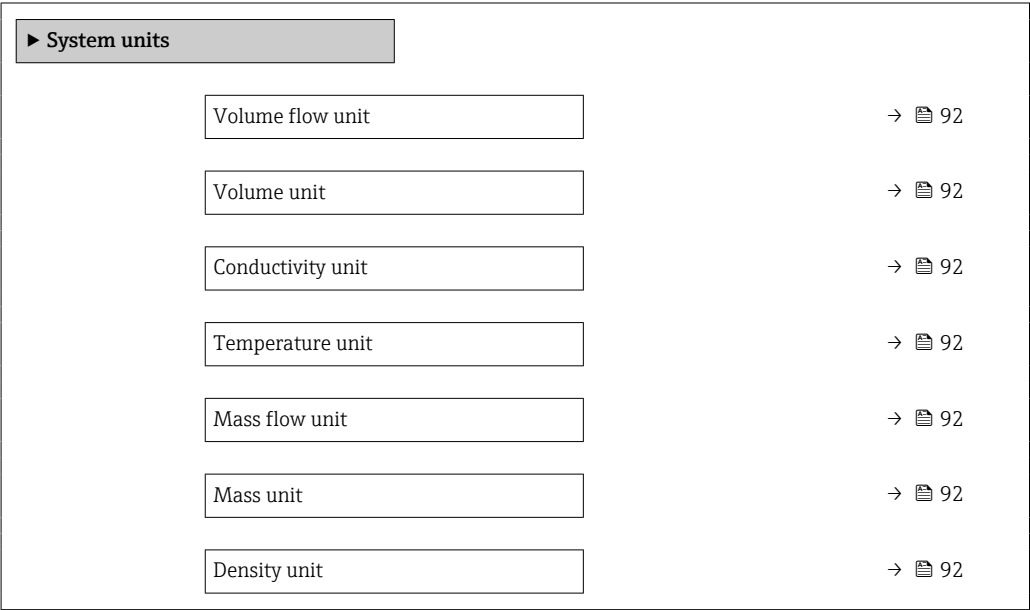 ▶ System units
Volume flow unit → 92
Volume unit → 92
Conductivity unit → 92
Temperature unit → 92
Mass flow unit → 92
Mass unit → 92
Density unit → 92